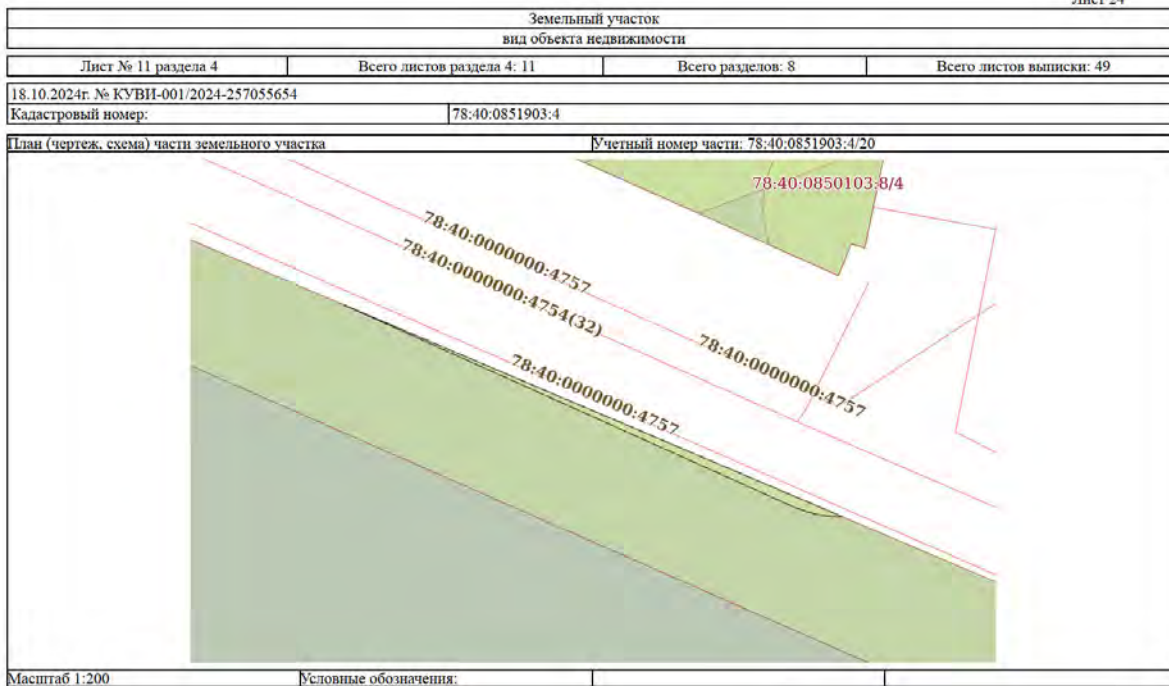 Лист 24
Земельный участок
вид объекта недвижимости
Лист № 11 раздела 4 Всего листов раздела 4: 11 Всего разделов: 8 Всего листов выписки: 49
18.10.2024г. № КУВИ-001/2024-257055654
Кадастровый номер: 78:40:0851903:4
План (чертеж, схема) части земельного участка Учетный номер части: 78:40:0851903:4/20
78:40:0850103:8/4
78:40:0000000:4757
78:40:0000000:4754(32)
78:40:0000000:4757
78:40:0000000:4757
Масштаб 1:200 Условные обозначения: